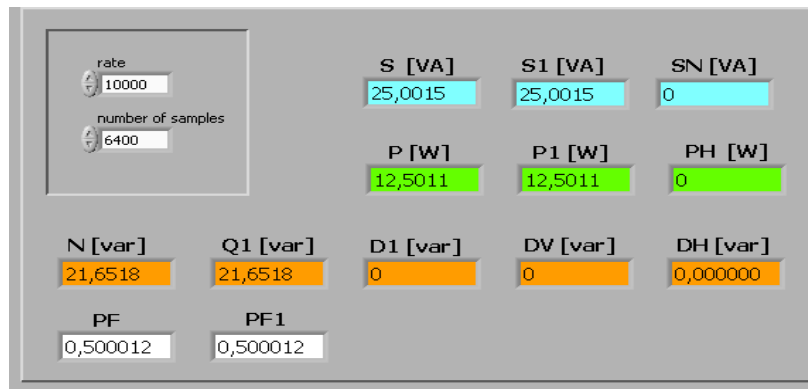 rate
10000
number of samples
6400
S [VA] S1 [VA] SN [VA]
25,0015 25,0015 0
P [W] P1 [W] PH [W]
12,5011 12,5011 0
N [var] Q1 [var] D1 [var] DV [var] DH [var]
21,6518 21,6518 0 0 0,000000
PF PF1
0,500012 0,500012